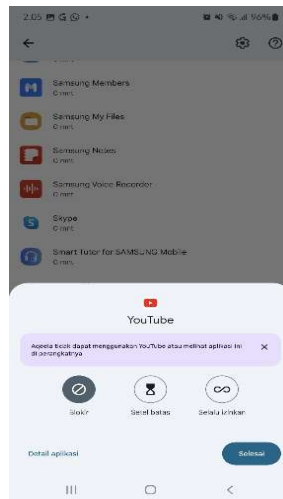 2.05
96%
Samsung Members
0 mnt
Samsung My Files
0 mnt
Samsung Notes
0 mnt
Samsung Voice Recorder
0 mnt
Skype
0 mnt
Smart Tutor for SAMSUNG Mobile
0 mnt
YouTube
Aqeela tidak dapat menggunakan YouTube atau melihat aplikasi ini
di perangkatnya
Blokir Setel batas Selalu izinkan
Detail aplikasi Selesai